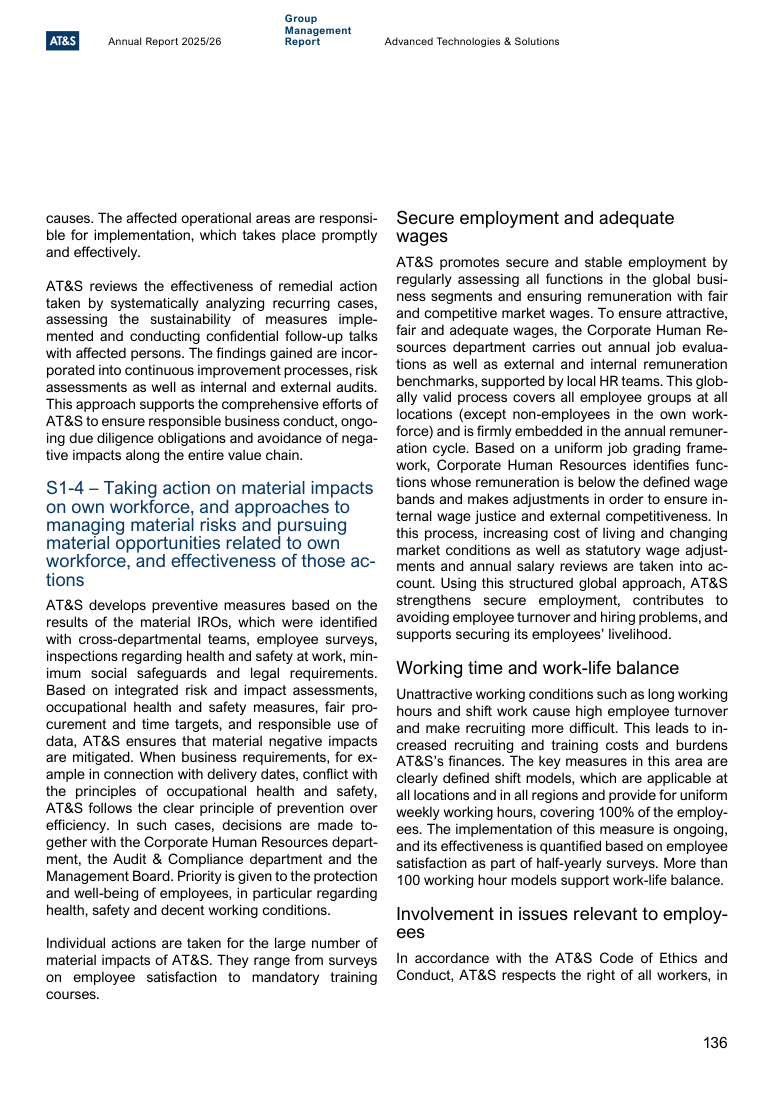 AT&S
Annual Report 2025/26
Group
Management
Report
Advanced Technologies & Solutions
causes. The affected operational areas are responsi-
ble for implementation, which takes place promptly
and effectively.
AT&S reviews the effectiveness of remedial action
taken by systematically analyzing recurring cases,
assessing the sustainability of measures imple-
mented and conducting confidential follow-up talks
with affected persons. The findings gained are incor-
porated into continuous improvement processes, risk
assessments as well as internal and external audits.
This approach supports the comprehensive efforts of
AT&S to ensure responsible business conduct, ongo-
ing due diligence obligations and avoidance of nega-
tive impacts along the entire value chain.
S1-4 – Taking action on material impacts
on own workforce, and approaches to
managing material risks and pursuing
material opportunities related to own
workforce, and effectiveness of those ac-
tions
AT&S develops preventive measures based on the
results of the material IROs, which were identified
with cross-departmental teams, employee surveys,
inspections regarding health and safety at work, min-
imum social safeguards and legal requirements.
Based on integrated risk and impact assessments,
occupational health and safety measures, fair pro-
curement and time targets, and responsible use of
data, AT&S ensures that material negative impacts
are mitigated. When business requirements, for ex-
ample in connection with delivery dates, conflict with
the principles of occupational health and safety,
AT&S follows the clear principle of prevention over
efficiency. In such cases, decisions are made to-
gether with the Corporate Human Resources depart-
ment, the Audit & Compliance department and the
Management Board. Priority is given to the protection
and well-being of employees, in particular regarding
health, safety and decent working conditions.
Individual actions are taken for the large number of
material impacts of AT&S. They range from surveys
on employee satisfaction to mandatory training
courses.
Secure employment and adequate
wages
AT&S promotes secure and stable employment by
regularly assessing all functions in the global busi-
ness segments and ensuring remuneration with fair
and competitive market wages. To ensure attractive,
fair and adequate wages, the Corporate Human Re-
sources department carries out annual job evalua-
tions as well as external and internal remuneration
benchmarks, supported by local HR teams. This glob-
ally valid process covers all employee groups at all
locations (except non-employees in the own work-
force) and is firmly embedded in the annual remuner-
ation cycle. Based on a uniform job grading frame-
work, Corporate Human Resources identifies func-
tions whose remuneration is below the defined wage
bands and makes adjustments in order to ensure in-
ternal wage justice and external competitiveness. In
this process, increasing cost of living and changing
market conditions as well as statutory wage adjust-
ments and annual salary reviews are taken into ac-
count. Using this structured global approach, AT&S
strengthens secure employment, contributes to
avoiding employee turnover and hiring problems, and
supports securing its employees’ livelihood.
Working time and work-life balance
Unattractive working conditions such as long working
hours and shift work cause high employee turnover
and make recruiting more difficult. This leads to in-
creased recruiting and training costs and burdens
AT&S’s finances. The key measures in this area are
clearly defined shift models, which are applicable at
all locations and in all regions and provide for uniform
weekly working hours, covering 100% of the employ-
ees. The implementation of this measure is ongoing,
and its effectiveness is quantified based on employee
satisfaction as part of half-yearly surveys. More than
100 working hour models support work-life balance.
Involvement in issues relevant to employ-
ees
In accordance with the AT&S Code of Ethics and
Conduct, AT&S respects the right of all workers, in
136